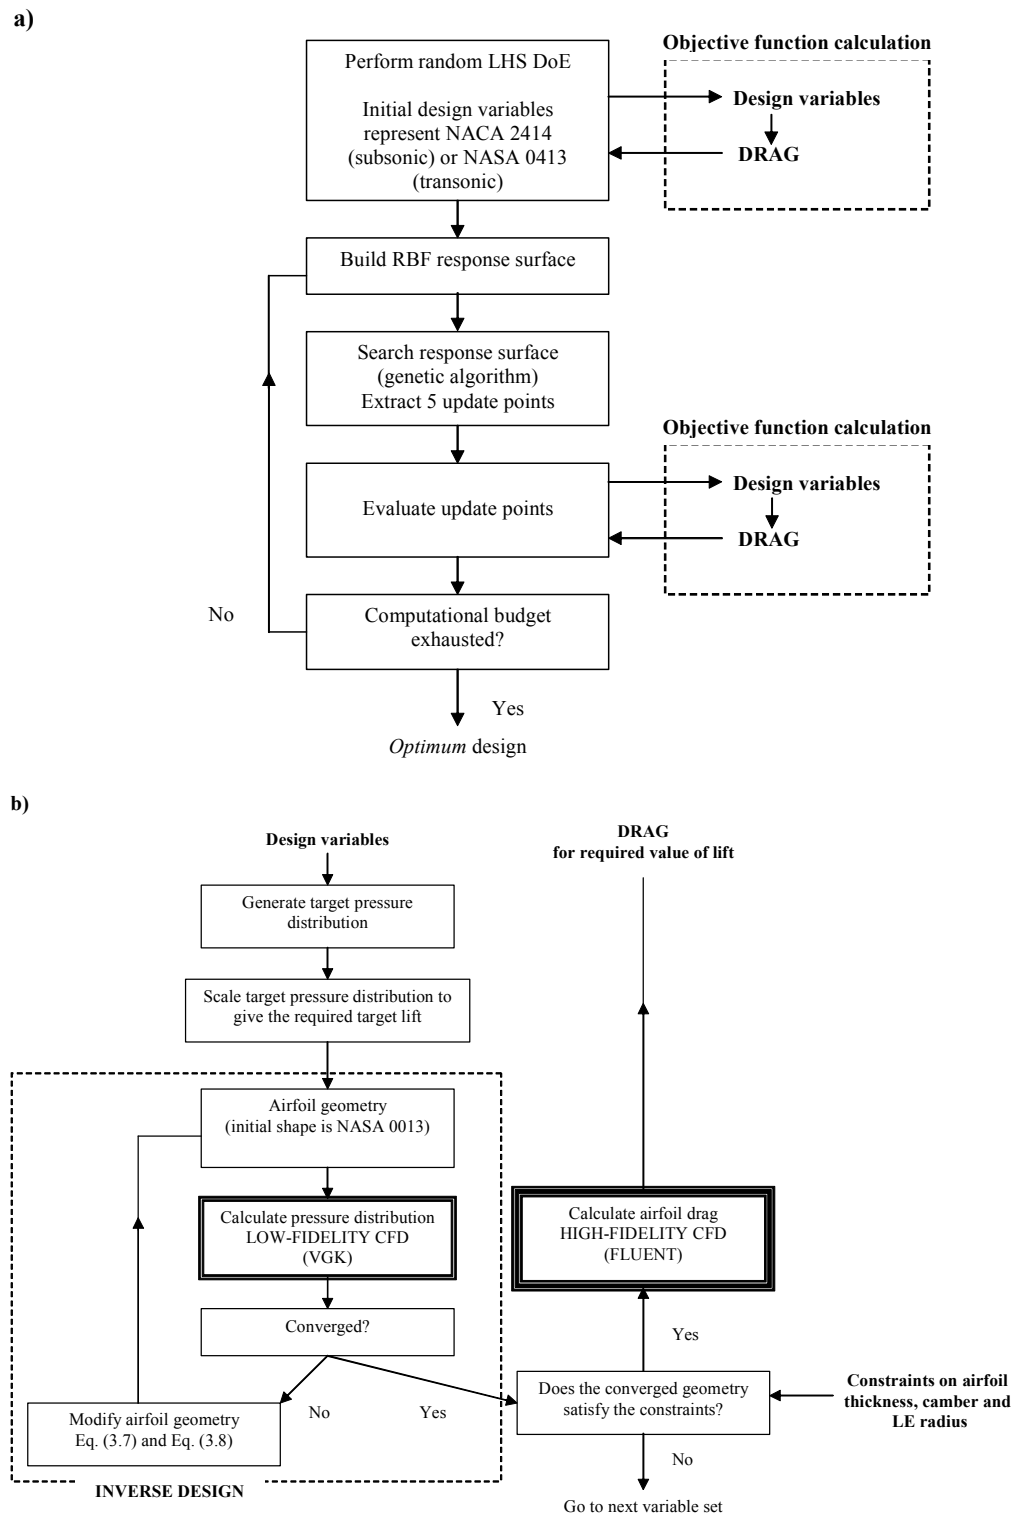 a)
Perform random LHS DoE
Initial design variables
represent NACA 2414
(subsonic) or NASA 0413
(transonic)
Objective function calculation
Design variables
DRAG
Build RBF response surface
Search response surface
(genetic algorithm)
Extract 5 update points
Objective function calculation
Evaluate update points
Design variables
DRAG
No
Computational budget
exhausted?
Yes
Optimum design
b)
Design variables
Generate target pressure
distribution
Scale target pressure distribution to
give the required target lift
Airfoil geometry
(initial shape is NASA 0013)
Calculate pressure distribution
LOW-FIDELITY CFD
(VGK)
Converged?
No
Yes
Modify airfoil geometry
Eq. (3.7) and Eq. (3.8)
INVERSE DESIGN
DRAG
for required value of lift
Calculate airfoil drag
HIGH-FIDELITY CFD
(FLUENT)
Yes
Does the converged geometry
satisfy the constraints?
Constraints on airfoil
thickness, camber and
LE radius
No
Go to next variable set